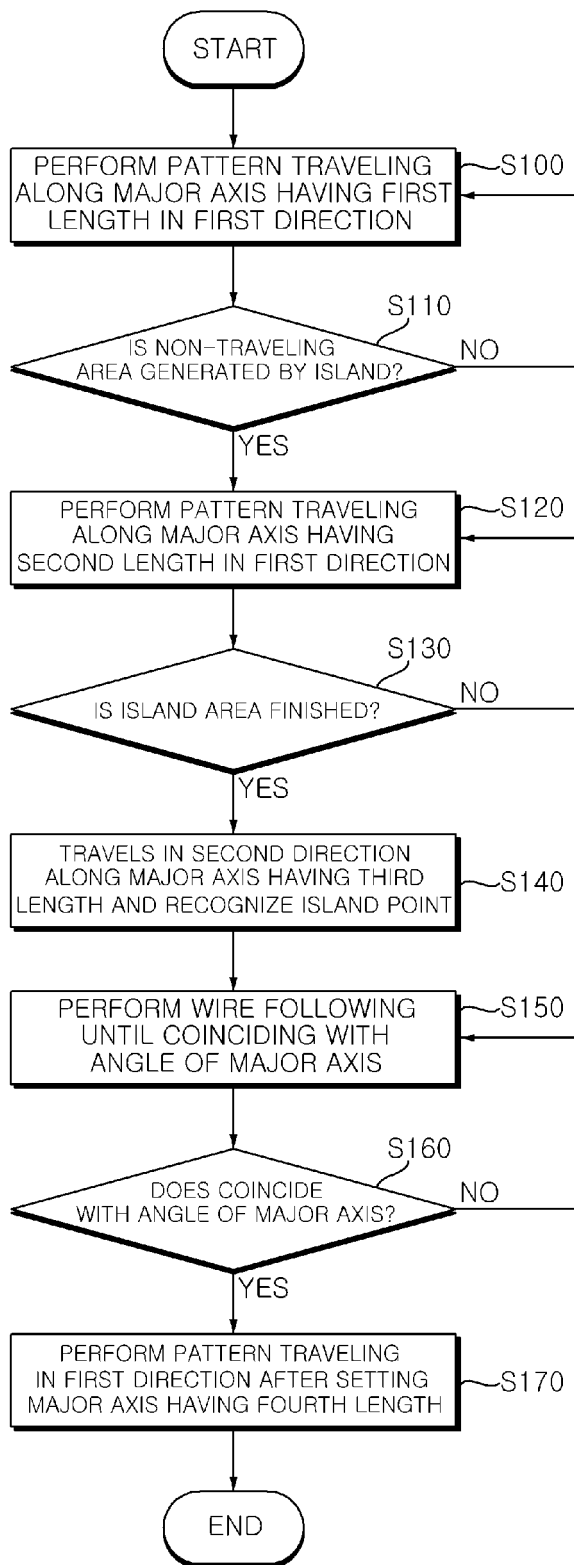 START
PERFORM PATTERN TRAVELING
ALONG MAJOR AXIS HAVING FIRST
LENGTH IN FIRST DIRECTION
S100
S110
IS NON-TRAVELING
AREA GENERATED BY ISLAND?
NO
YES
PERFORM PATTERN TRAVELING
ALONG MAJOR AXIS HAVING
SECOND LENGTH IN FIRST DIRECTION
S120
S130
IS ISLAND AREA FINISHED?
NO
YES
TRAVELS IN SECOND DIRECTION
ALONG MAJOR AXIS HAVING THIRD
LENGTH AND RECOGNIZE ISLAND POINT
S140
PERFORM WIRE FOLLOWING
UNTIL COINCIDING WITH
ANGLE OF MAJOR AXIS
S150
S160
DOES COINCIDE
WITH ANGLE OF MAJOR AXIS?
NO
YES
PERFORM PATTERN TRAVELING
IN FIRST DIRECTION AFTER SETTING
MAJOR AXIS HAVING FOURTH LENGTH
S170
END